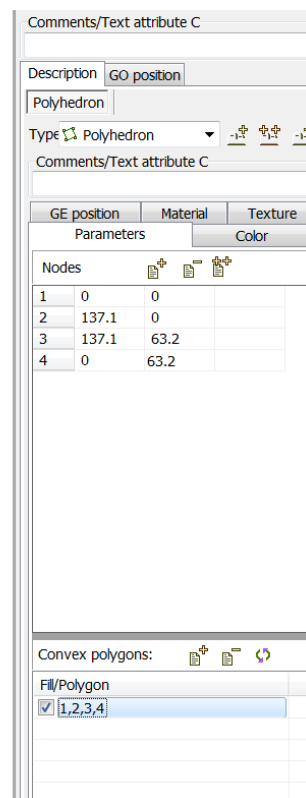 Comments/Text attribute C
Description GO position
Polyhedron
Type Polyhedron
Comments/Text attribute C
GE position Material Texture
Parameters Color
Nodes
1 0 0
2 137.1 0
3 137.1 63.2
4 0 63.2
Convex polygons:
Fill/Polygon
1,2,3,4